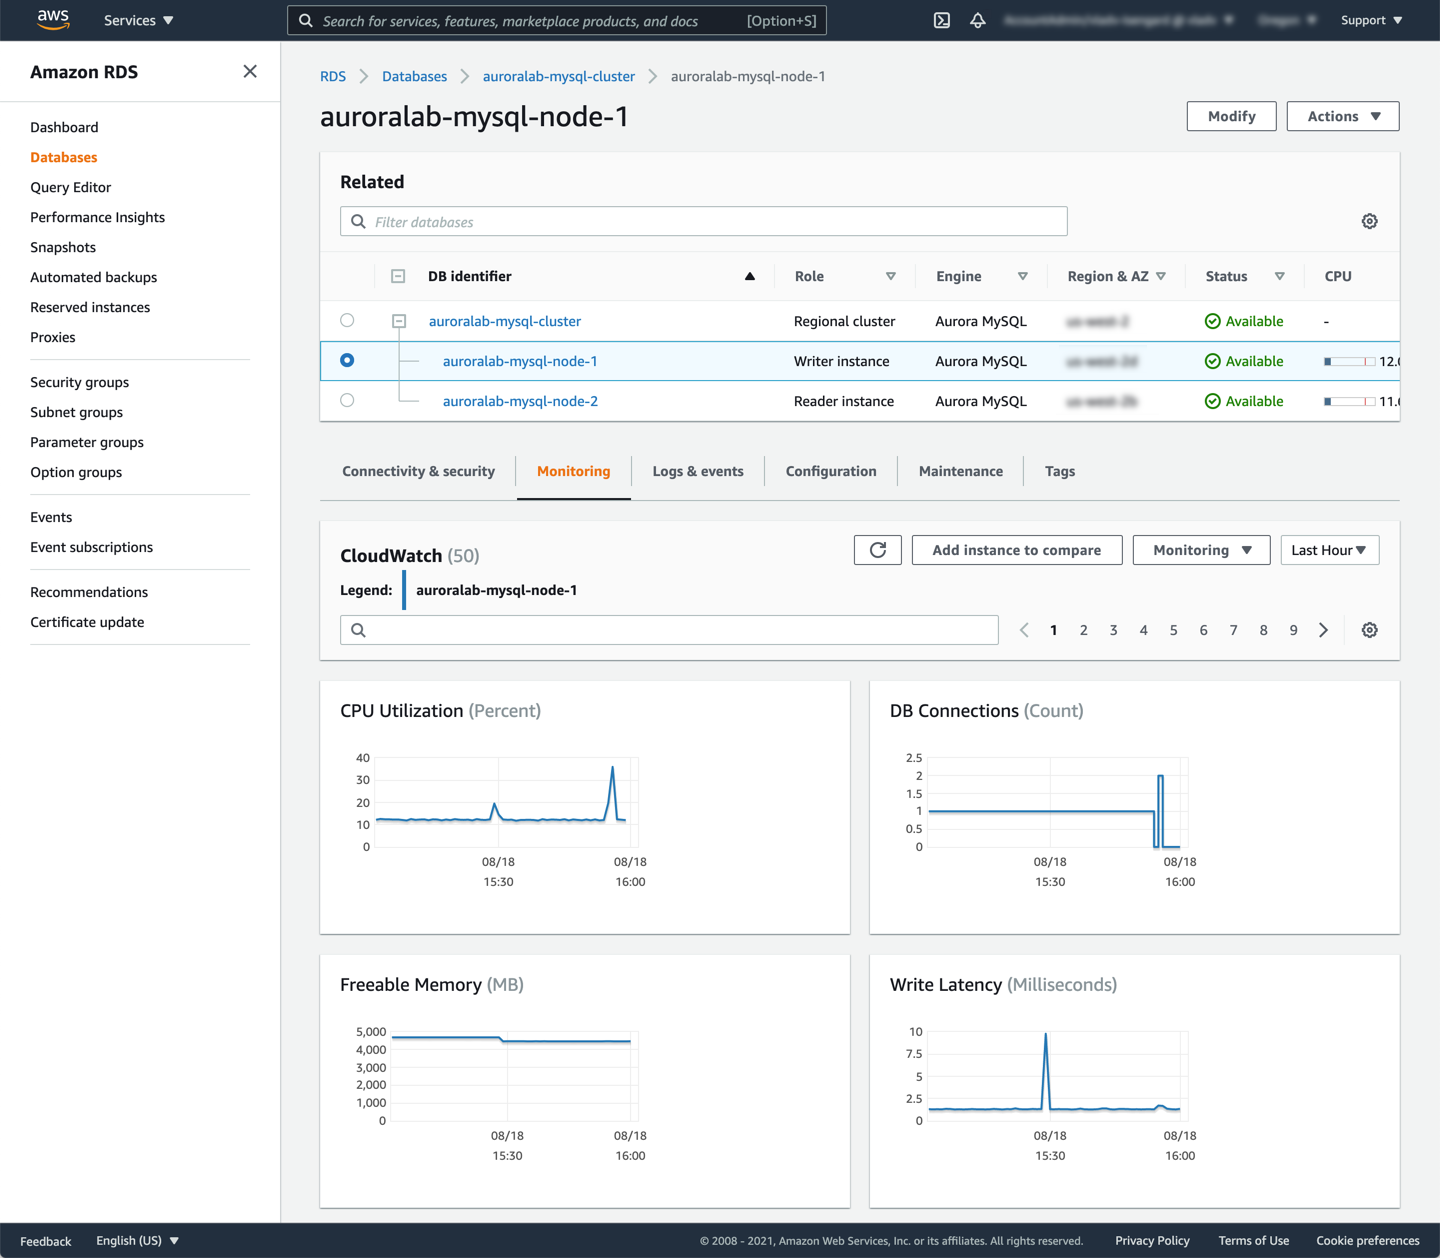 aws
Services
Search for services, features, marketplace products, and docs [Option+S]
Support
Amazon RDS
Dashboard
Databases
Query Editor
Performance Insights
Snapshots
Automated backups
Reserved instances
Proxies
Security groups
Subnet groups
Parameter groups
Option groups
Events
Event subscriptions
Recommendations
Certificate update
RDS Databases auroralab-mysql-cluster auroralab-mysql-node-1
auroralab-mysql-node-1
Modify
Actions
Related
Filter databases
DB identifier Role Engine Region & AZ Status CPU
auroralab-mysql-cluster Regional cluster Aurora MySQL Available -
auroralab-mysql-node-1 Writer instance Aurora MySQL Available
auroralab-mysql-node-2 Reader instance Aurora MySQL Available
Connectivity & security Monitoring Logs & events Configuration Maintenance Tags
CloudWatch (50)
Add instance to compare
Monitoring
Last Hour
Legend: auroralab-mysql-node-1
1 2 3 4 5 6 7 8 9
CPU Utilization (Percent)
40
30
20
10
0
08/18 08/18
15:30 16:00
DB Connections (Count)
2.5
2
1.5
1
0.5
0
08/18 08/18
15:30 16:00
Freeable Memory (MB)
5,000
4,000
3,000
2,000
1,000
0
08/18 08/18
15:30 16:00
Write Latency (Milliseconds)
10
7.5
5
2.5
0
08/18 08/18
15:30 16:00
Feedback English (US) © 2008 - 2021, Amazon Web Services, Inc. or its affiliates. All rights reserved. Privacy Policy Terms of Use Cookie preferences